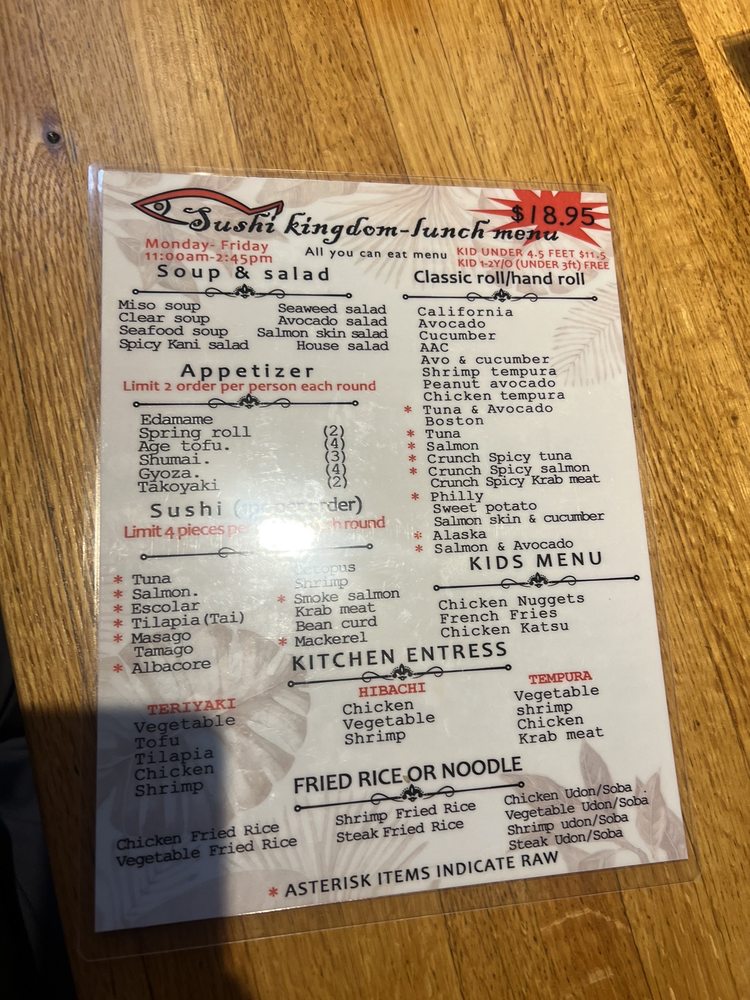 Sushi kingdom-lunch menu
$18.95
Monday- Friday
11:00am-2:45pm
All you can eat menu
KID UNDER 4.5 FEET $11.5
KID 1-2Y/O (UNDER 3ft) FREE
Soup & salad
Miso soup
Clear soup
Seafood soup
Spicy Kani salad
Seaweed salad
Avocado salad
Salmon skin salad
House salad
Appetizer
Limit 2 order per person each round
Edamame
Spring roll (2)
Age tofu. (4)
Shumai. (3)
Gyoza. (4)
Takoyaki (2)
Sushi (1pc per order)
Limit 4 pieces per each round
* Tuna
* Salmon.
* Escolar
* Tilapia(Tai)
* Masago
Tamago
* Albacore
Octopus
Shrimp
* Smoke salmon
Krab meat
Bean curd
* Mackerel
Classic roll/hand roll
California
Avocado
Cucumber
AAC
Avo & cucumber
Shrimp tempura
Peanut avocado
Chicken tempura
* Tuna & Avocado
Boston
* Tuna
* Salmon
* Crunch Spicy tuna
* Crunch Spicy salmon
Crunch Spicy Krab meat
* Philly
Sweet potato
Salmon skin & cucumber
* Alaska
* Salmon & Avocado
KIDS MENU
Chicken Nuggets
French Fries
Chicken Katsu
KITCHEN ENTRESS
TERIYAKI
Vegetable
Tofu
Tilapia
Chicken
Shrimp
HIBACHI
Chicken
Vegetable
Shrimp
TEMPURA
Vegetable
shrimp
Chicken
Krab meat
FRIED RICE OR NOODLE
Chicken Fried Rice
Vegetable Fried Rice
Shrimp Fried Rice
Steak Fried Rice
Chicken Udon/Soba
Vegetable Udon/Soba
Shrimp udon/Soba
Steak Udon/Soba
* ASTERISK ITEMS INDICATE RAW